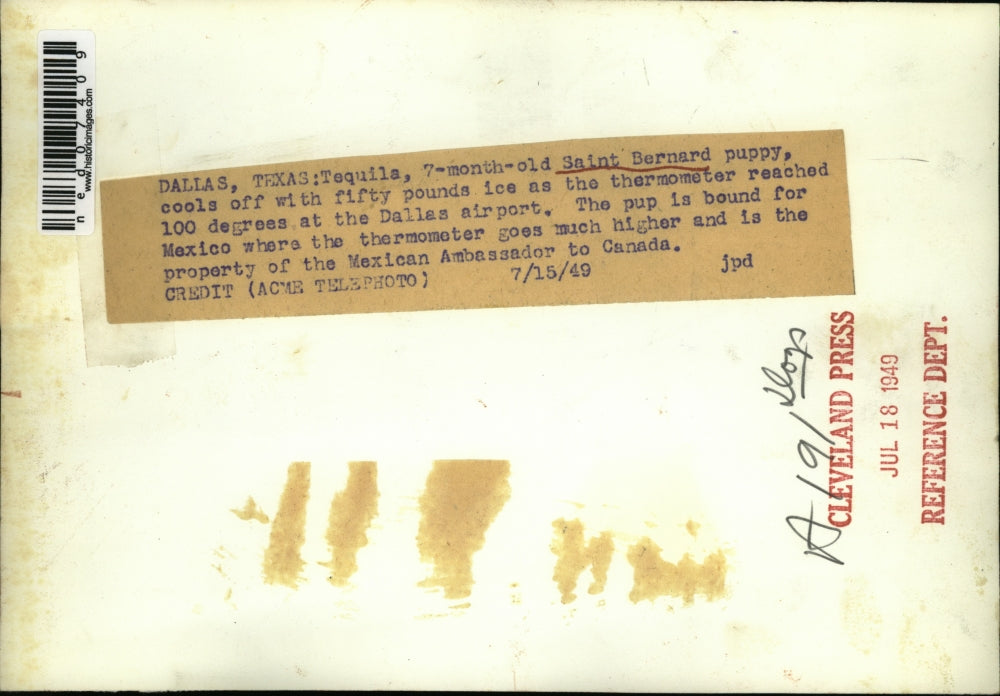 DALLAS, TEXAS:Tequila, 7-month-old Saint Bernard puppy,
cools off with fifty pounds ice as the thermometer reached
100 degrees at the Dallas airport. The pup is bound for
Mexico where the thermometer goes much higher and is the
property of the Mexican Ambassador to Canada.
CREDIT (ACME TELEPHOTO) 7/15/49 jpd
ned07409
www.historicimages.com
A 191/Dogs
CLEVELAND PRESS
JUL 18 1949
REFERENCE DEPT.